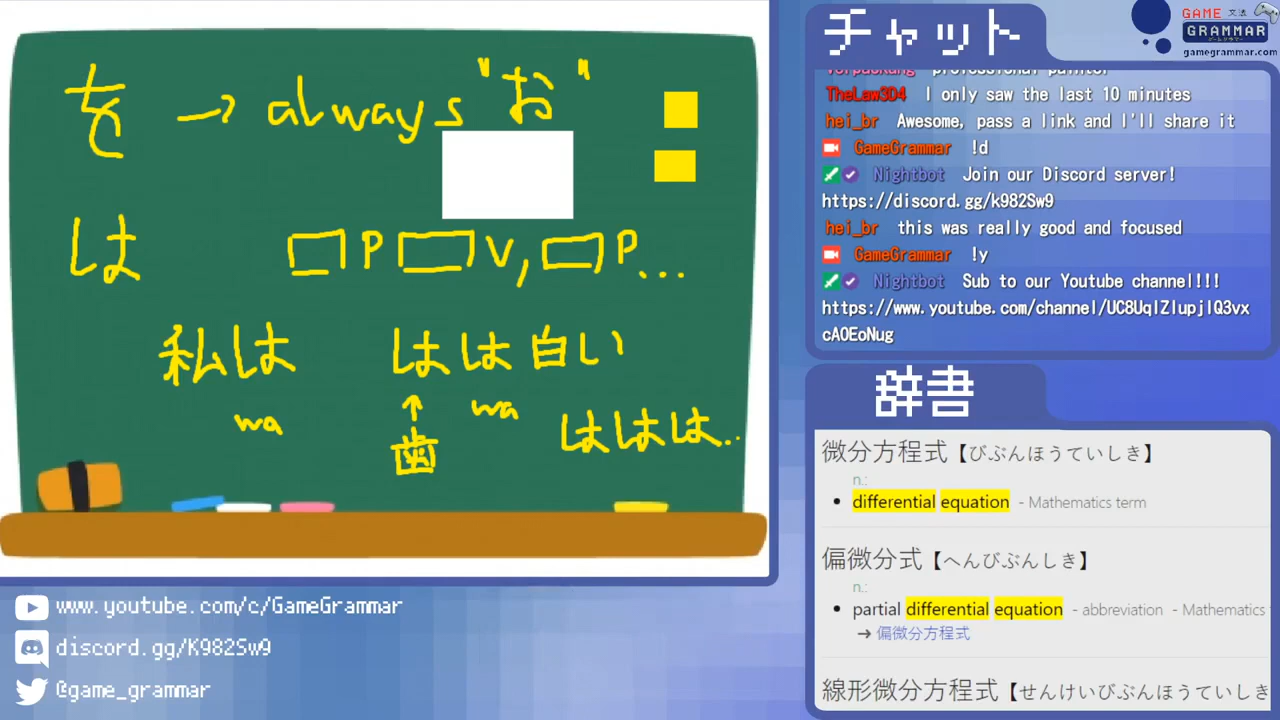 を → always "お"
は
□P□V,□P...
私は
wa
はは白い
↑ wa
歯
ははは...
チャット
GAME 文法
GRAMMAR
gamegrammar.com
professional painter
TheLaw3D4 I only saw the last 10 minutes
hei_br Awesome, pass a link and I'll share it
GameGrammar !d
Nightbot Join our Discord server!
https://discord.gg/k982Sw9
hei_br this was really good and focused
GameGrammar !y
Nightbot Sub to our Youtube channel!!!!
https://www.youtube.com/channel/UC8UqlZlupjlQ3vx
cA0EoNug
辞書
微分方程式【びぶんほうていしき】
n.:
• differential equation - Mathematics term
偏微分式【へんびぶんしき】
n.:
• partial differential equation - abbreviation - Mathematics
→ 偏微分方程式
線形微分方程式【せんけいびぶんほうていしき
www.youtube.com/c/GameGrammar
discord.gg/K982Sw9
@game_grammar